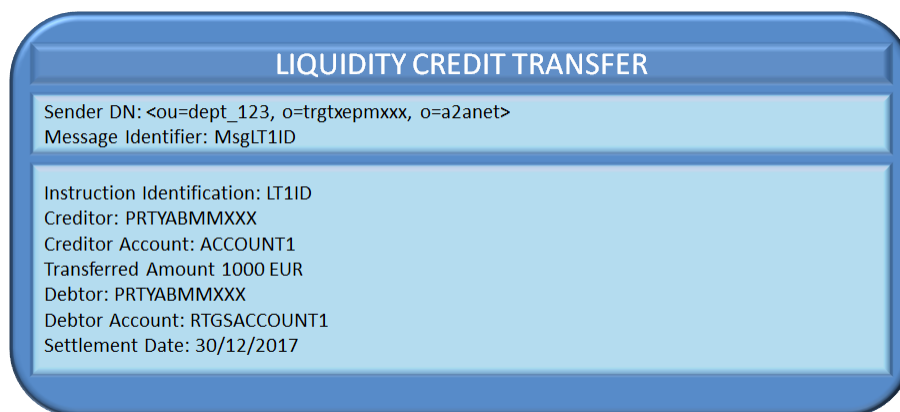 LIQUIDITY CREDIT TRANSFER
Sender DN: <ou=dept_123, o=trgtxepmxxx, o=a2anet>
Message Identifier: MsgLT1ID
Instruction Identification: LT1ID
Creditor: PRTYABMMXXX
Creditor Account: ACCOUNT1
Transferred Amount 1000 EUR
Debtor: PRTYABMMXXX
Debtor Account: RTGSACCOUNT1
Settlement Date: 30/12/2017